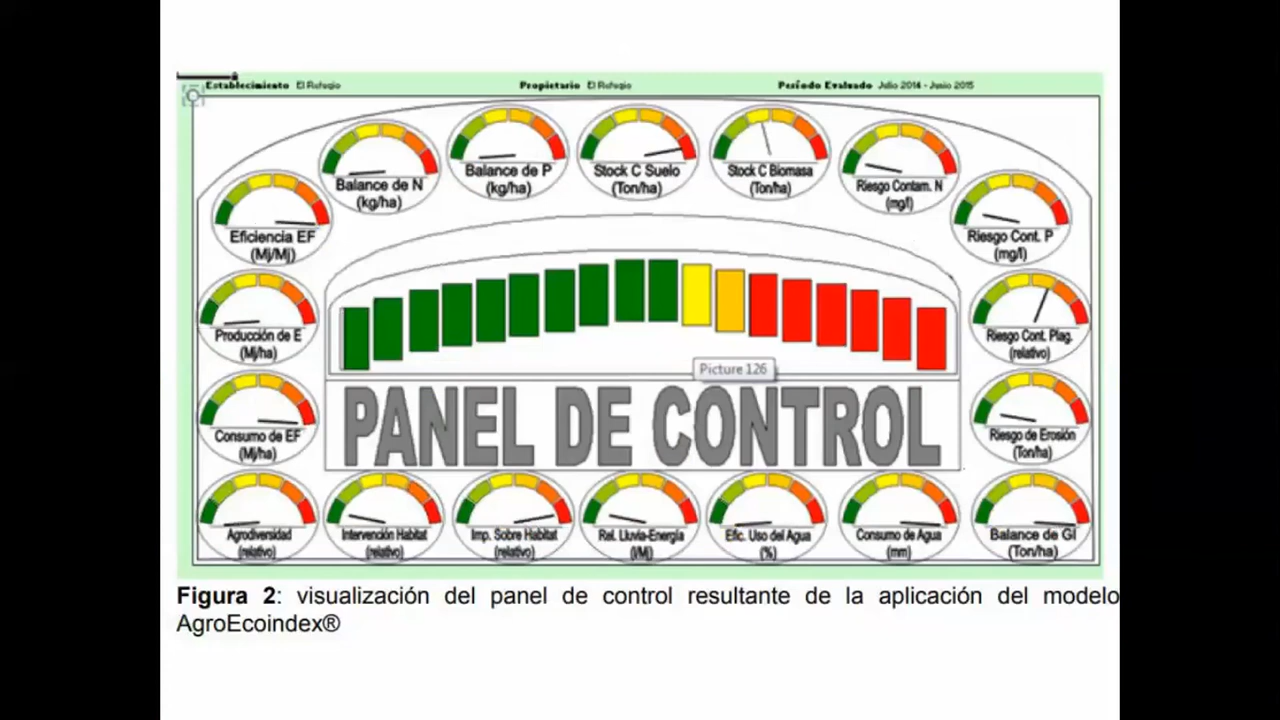 Establecimiento El Refugio Propietario El Refugio Período Evaluado Julio 2014 - Junio 2015
Balance de N
(kg/ha)
Balance de P
(kg/ha)
Stock C Suelo
(Ton/ha)
Stock C Biomasa
(Ton/ha)
Riesgo Contam. N
(mg/l)
Eficiencia EF
(Mj/Mj)
Riesgo Cont. P
(mg/l)
Producción de E
(Mj/ha)
Riesgo Cont. Plag.
(relativo)
Picture 126
PANEL DE CONTROL
Consumo de EF
(Mj/ha)
Riesgo de Erosión
(Ton/ha)
Agrodiversidad
(relativo)
Intervención Habitat
(relativo)
Imp. Sobre Habitat
(relativo)
Rel. Lluvia-Energía
(l/Mj)
Efic. Uso del Agua
(%)
Consumo de Agua
(mm)
Balance de GI
(Ton/ha)
Figura 2: visualización del panel de control resultante de la aplicación del modelo
AgroEcoindex®